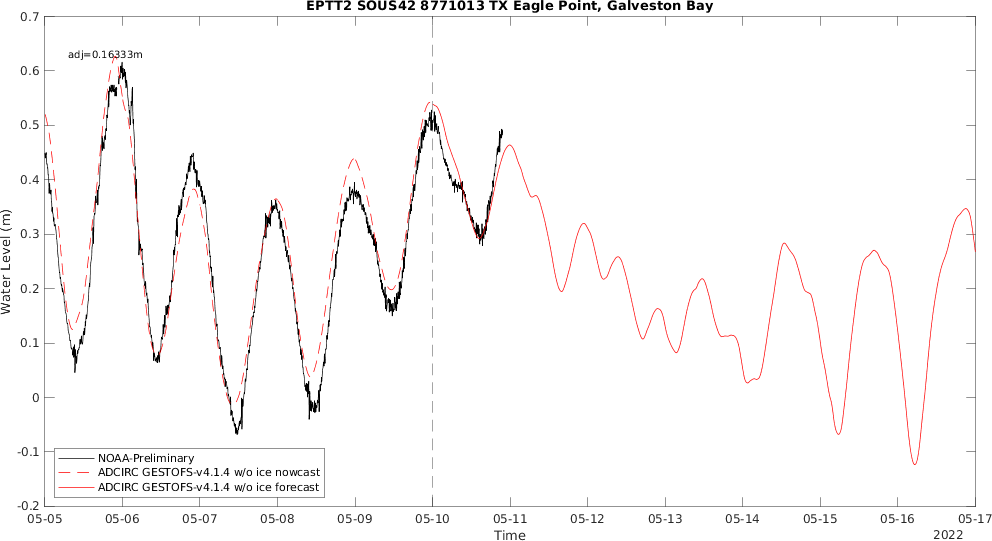 EPTT2 SOUS42 8771013 TX Eagle Point, Galveston Bay
0.7
adj=0.16333m
0.6
0.5
0.4
0.3
0.2
0.1
0
-0.1
-0.2
Water Level (m)
NOAA-Preliminary
ADCIRC GESTOFS-v4.1.4 w/o ice nowcast
ADCIRC GESTOFS-v4.1.4 w/o ice forecast
05-05 05-06 05-07 05-08 05-09 05-10 05-11 05-12 05-13 05-14 05-15 05-16 05-17
Time
2022